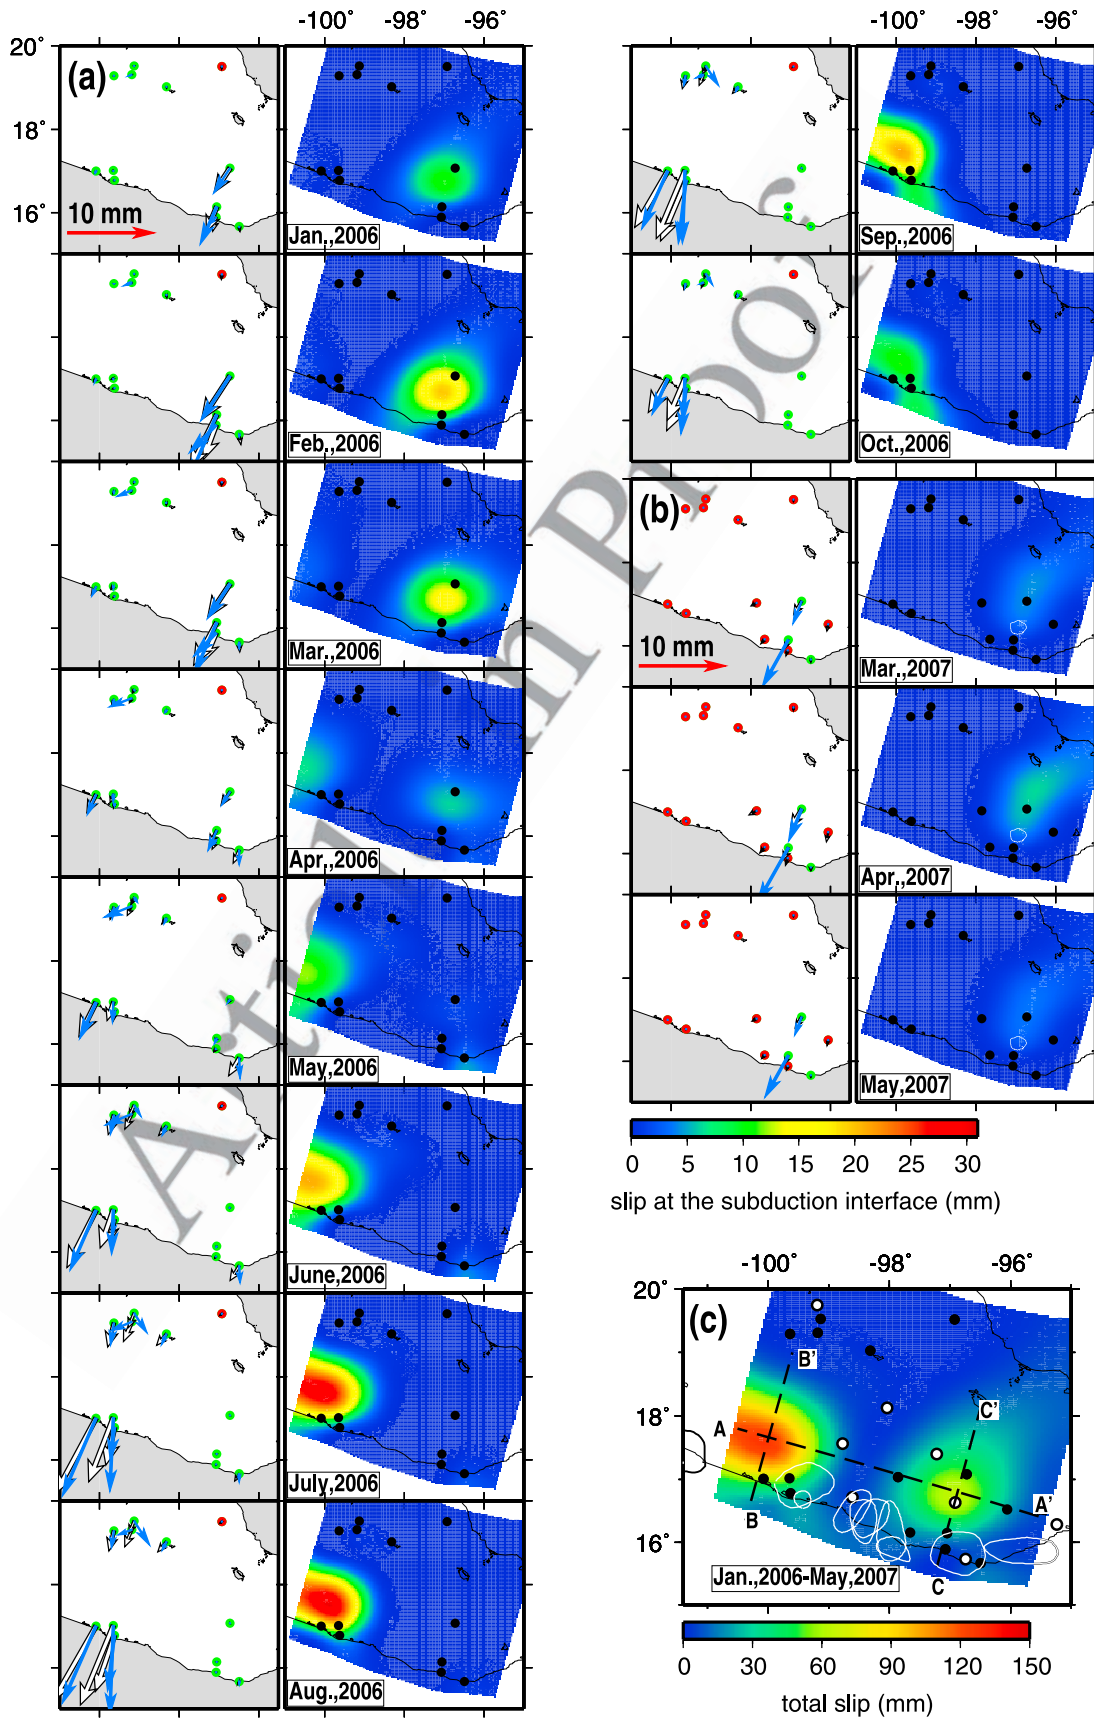 -100° -98° -96°
-100° -98° -96°
20°
18°
16°
(a)
10 mm
Jan.,2006
Feb.,2006
Mar.,2006
Apr.,2006
May,2006
June,2006
July,2006
Aug.,2006
Sep.,2006
Oct.,2006
(b)
10 mm
Mar.,2007
Apr.,2007
May,2007
0 5 10 15 20 25 30
slip at the subduction interface (mm)
-100° -98° -96°
20°
18°
16°
(c)
B'
C'
A
A'
B
C
Jan.,2006-May,2007
0 30 60 90 120 150
total slip (mm)